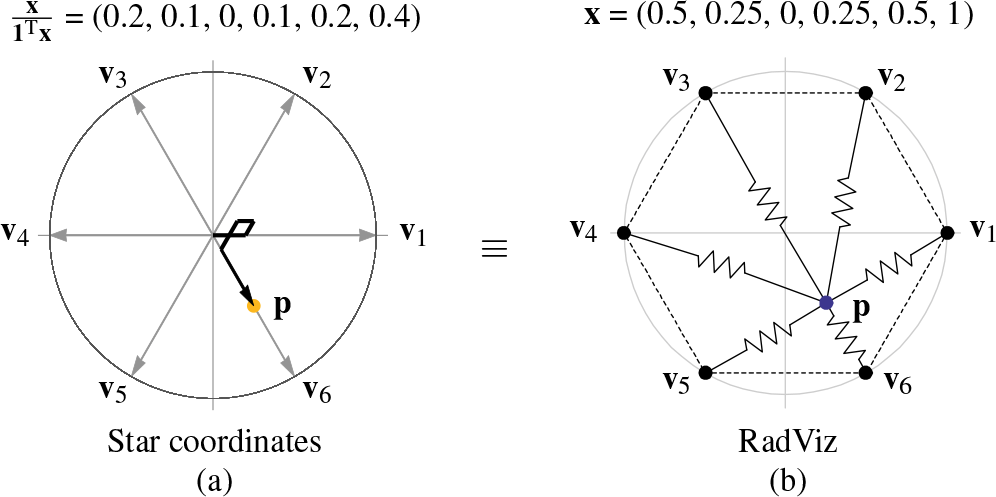 x/1ᵀx = (0.2, 0.1, 0, 0.1, 0.2, 0.4)
v₃
v₂
v₄
v₁
p
v₅
v₆
Star coordinates
(a)
≡
x = (0.5, 0.25, 0, 0.25, 0.5, 1)
v₃
v₂
v₄
v₁
p
v₅
v₆
RadViz
(b)